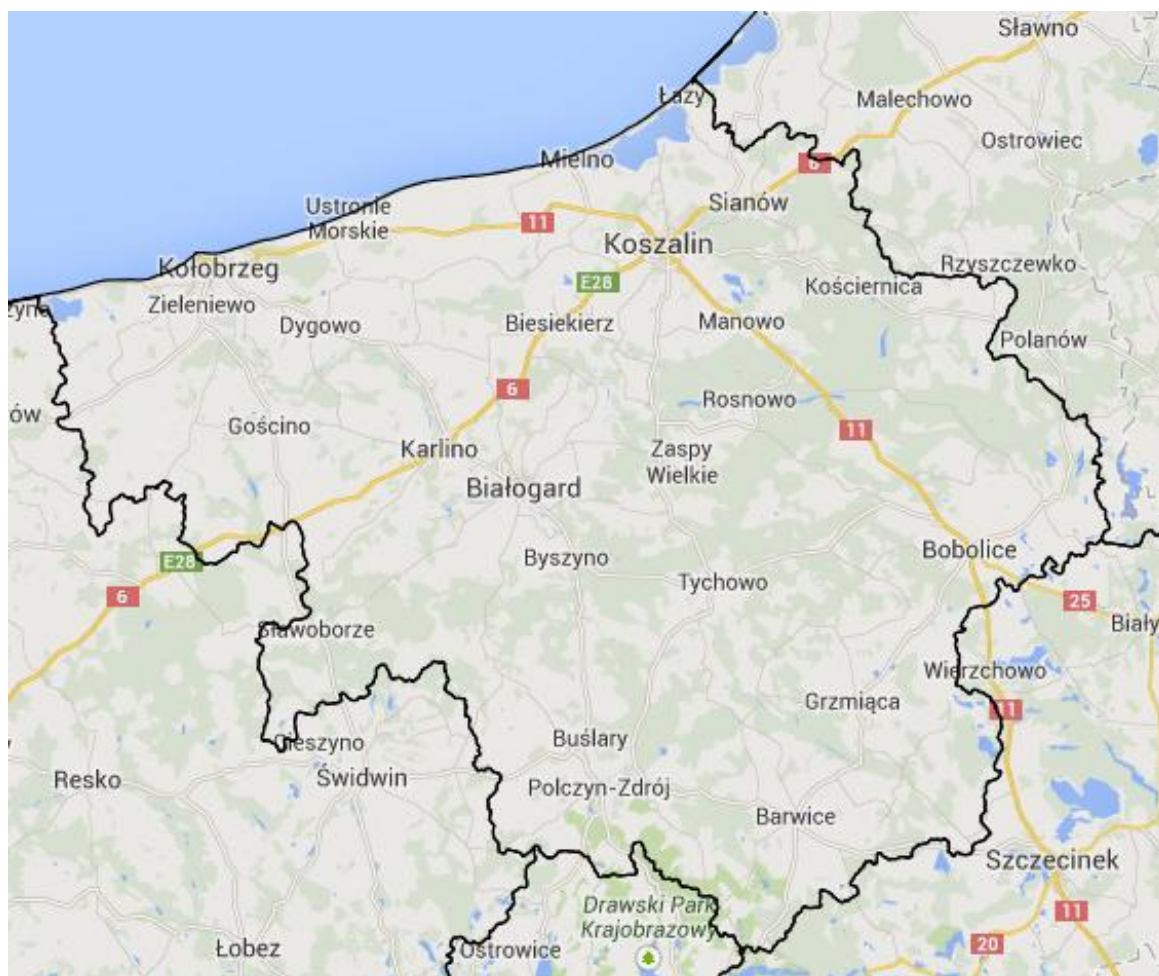 Sławno
Łazy
Malechowo
Ostrowiec
Mielno
6
Sianów
Ustronie
Morskie
11
Koszalin
Kołobrzeg
Rzyszczewko
E28
Kościernica
Zieleniewo
Dygowo
Biesiekierz
Manowo
Polanów
6
Rosnowo
Gościno
11
Karlino
Zaspy
Wielkie
Białogard
Bobolice
E28
Byszyno
Tychowo
6
25
Biały
Sławoborze
Wierzchowo
Grzmiąca
11
Cieszyno
Buślary
Resko
Świdwin
Połczyn-Zdrój
Barwice
Szczecinek
Drawski Park
Krajobrazowy
11
Łobez
Ostrowice
20